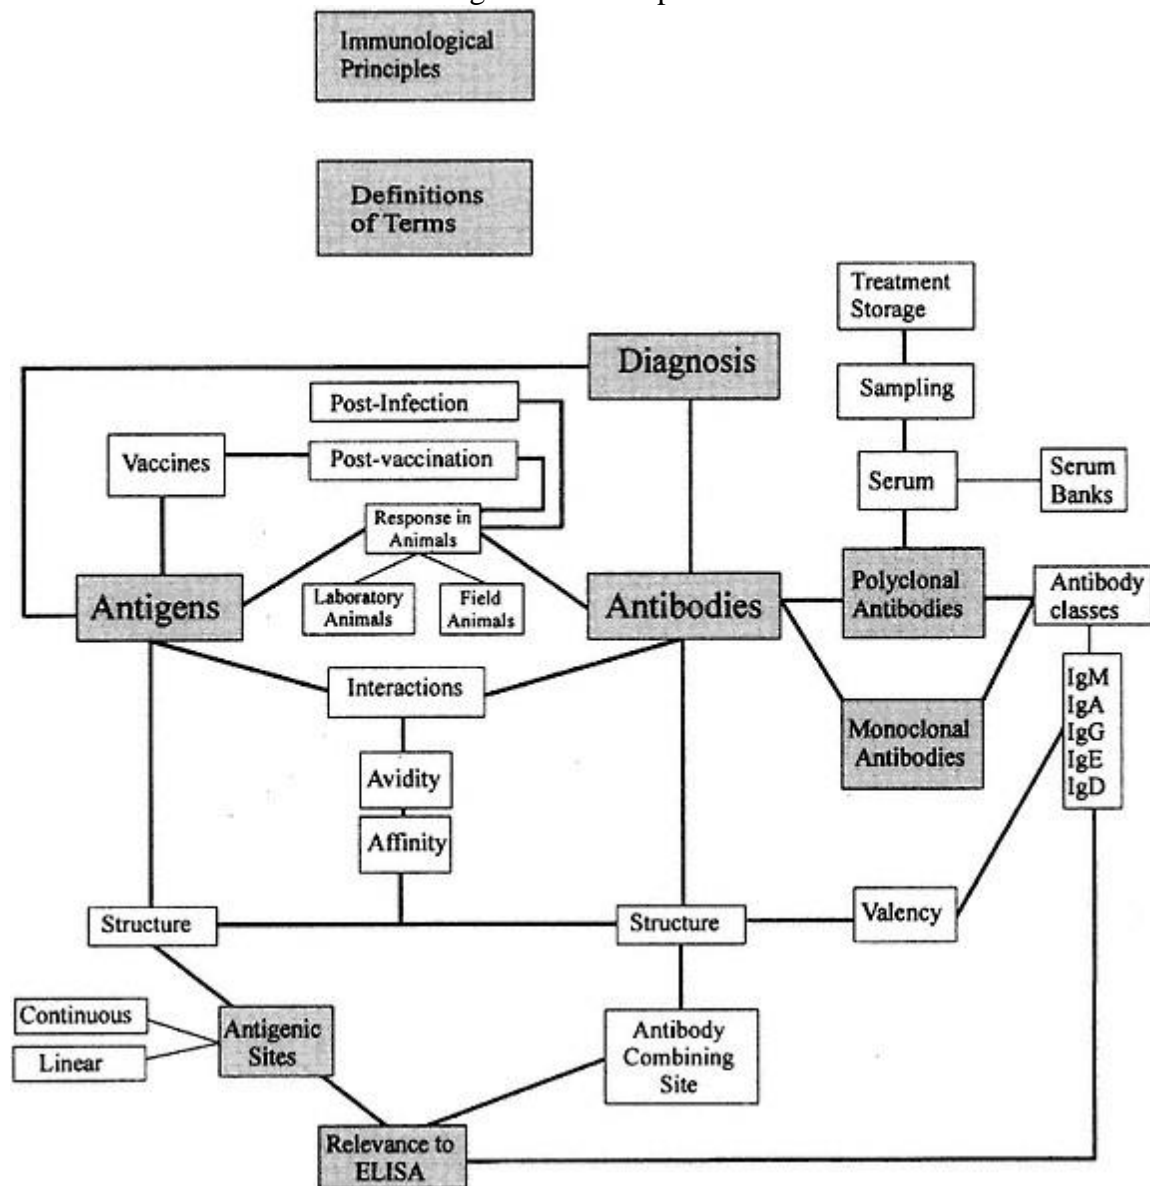 Immunological
Principles
Definitions
of Terms
Treatment
Storage
Diagnosis
Sampling
Post-Infection
Vaccines
Post-vaccination
Serum
Serum
Banks
Response in
Animals
Antigens
Laboratory
Animals
Field
Animals
Antibodies
Polyclonal
Antibodies
Antibody
classes
Interactions
IgM
IgA
IgG
IgE
IgD
Monoclonal
Antibodies
Avidity
Affinity
Structure
Structure
Valency
Continuous
Linear
Antigenic
Sites
Antibody
Combining
Site
Relevance to
ELISA